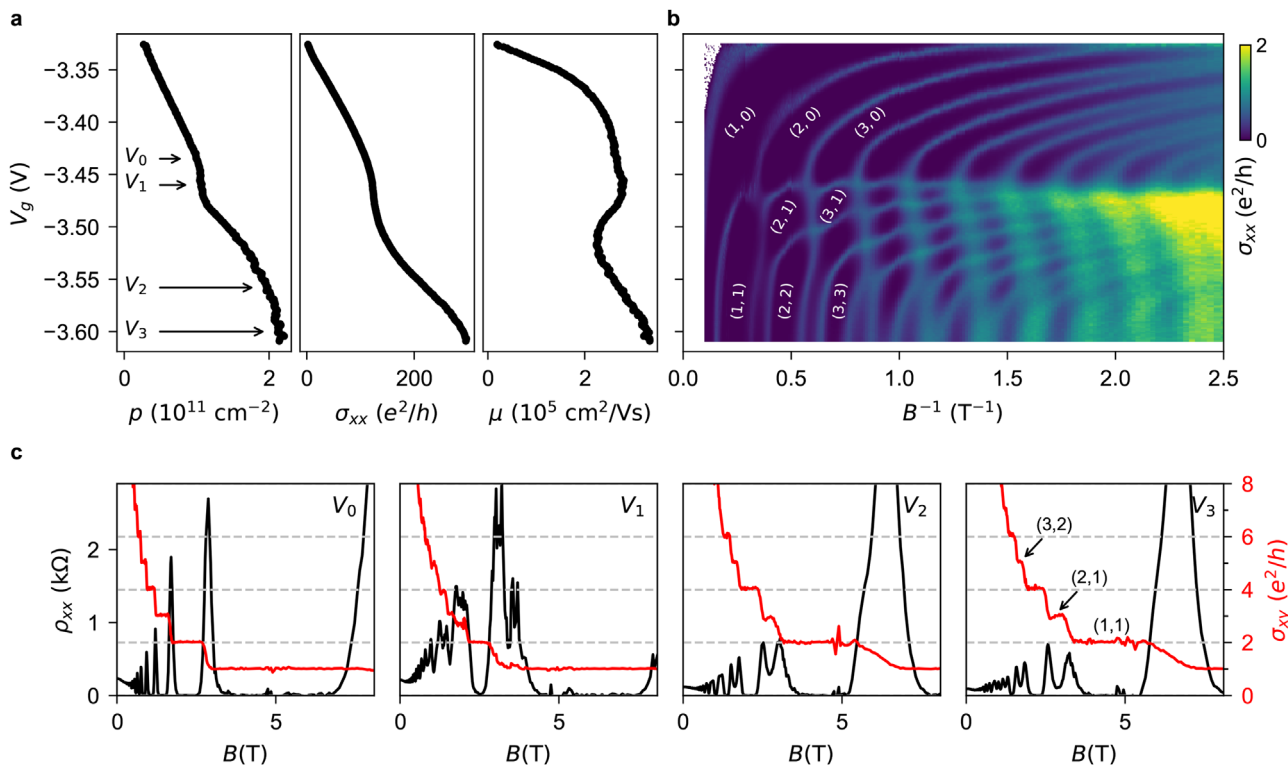 a
b
−3.35
−3.40
−3.45
−3.50
−3.55
−3.60
V_g (V)
V_0
V_1
V_2
V_3
0 1 2
p (10^11 cm^−2)
0 200
σ_xx (e^2/h)
0 1 2 3
μ (10^5 cm^2/Vs)
(1, 0)
(2, 0)
(3, 0)
(2, 1)
(3, 1)
(1, 1)
(2, 2)
(3, 3)
0.0 0.5 1.0 1.5 2.0 2.5
B^−1 (T^−1)
2
0
σ_xx (e^2/h)
c
V_0
V_1
V_2
V_3
(3,2)
(2,1)
(1,1)
2
1
0
ρ_xx (kΩ)
8
6
4
2
0
σ_xy (e^2/h)
0 5
0 5
0 5
0 5
B(T)
B(T)
B(T)
B(T)